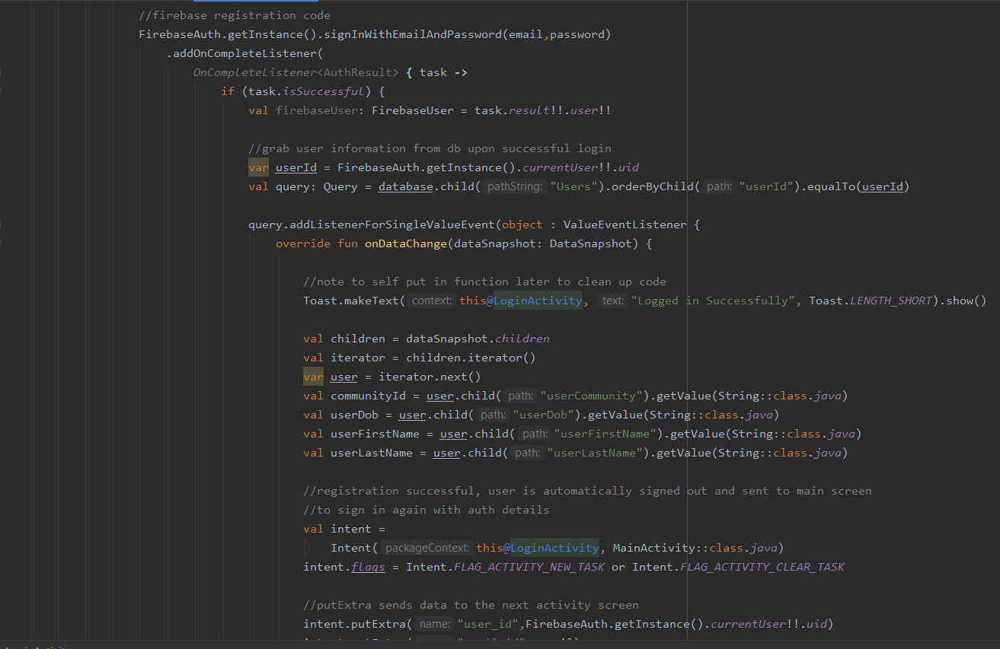 //firebase registration code
FirebaseAuth.getInstance().signInWithEmailAndPassword(email,password)
.addOnCompleteListener(
OnCompleteListener<AuthResult> { task ->
if (task.isSuccessful) {
val firebaseUser: FirebaseUser = task.result!!.user!!
//grab user information from db upon successful login
var userId = FirebaseAuth.getInstance().currentUser!!.uid
val query: Query = database.child( pathString: "Users").orderByChild( path: "userId").equalTo(userId)
query.addListenerForSingleValueEvent(object : ValueEventListener {
override fun onDataChange(dataSnapshot: DataSnapshot) {
//note to self put in function later to clean up code
Toast.makeText( context: this@LoginActivity, text: "Logged in Successfully", Toast.LENGTH_SHORT).show()
val children = dataSnapshot.children
val iterator = children.iterator()
var user = iterator.next()
val communityId = user.child( path: "userCommunity").getValue(String::class.java)
val userDob = user.child( path: "userDob").getValue(String::class.java)
val userFirstName = user.child( path: "userFirstName").getValue(String::class.java)
val userLastName = user.child( path: "userLastName").getValue(String::class.java)
//registration successful, user is automatically signed out and sent to main screen
//to sign in again with auth details
val intent =
Intent( packageContext: this@LoginActivity, MainActivity::class.java)
intent.flags = Intent.FLAG_ACTIVITY_NEW_TASK or Intent.FLAG_ACTIVITY_CLEAR_TASK
//putExtra sends data to the next activity screen
intent.putExtra( name: "user_id",FirebaseAuth.getInstance().currentUser!!.uid)